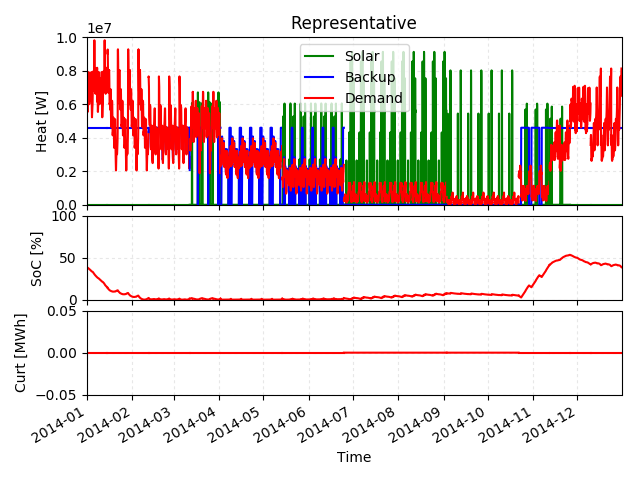 Representative
1e7
1.0
0.8
0.6
0.4
0.2
0.0
Heat [W]
Solar
Backup
Demand
100
50
0
SoC [%]
0.05
0.00
−0.05
Curt [MWh]
2014-01
2014-02
2014-03
2014-04
2014-05
2014-06
2014-07
2014-08
2014-09
2014-10
2014-11
2014-12
Time